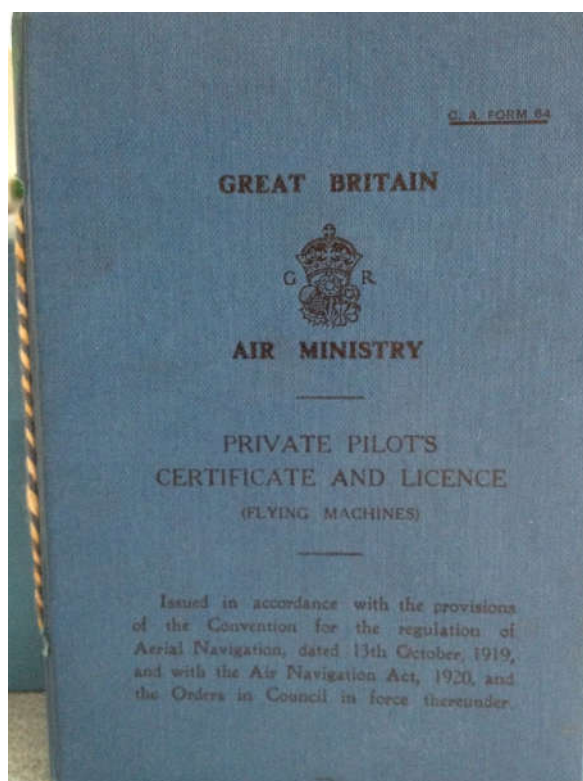 C. A. FORM 64
GREAT BRITAIN
G R
AIR MINISTRY
PRIVATE PILOT'S
CERTIFICATE AND LICENCE
(FLYING MACHINES)
Issued in accordance with the provisions
of the Convention for the regulation of
Aerial Navigation, dated 13th October, 1919,
and with the Air Navigation Act, 1920, and
the Orders in Council in force thereunder.